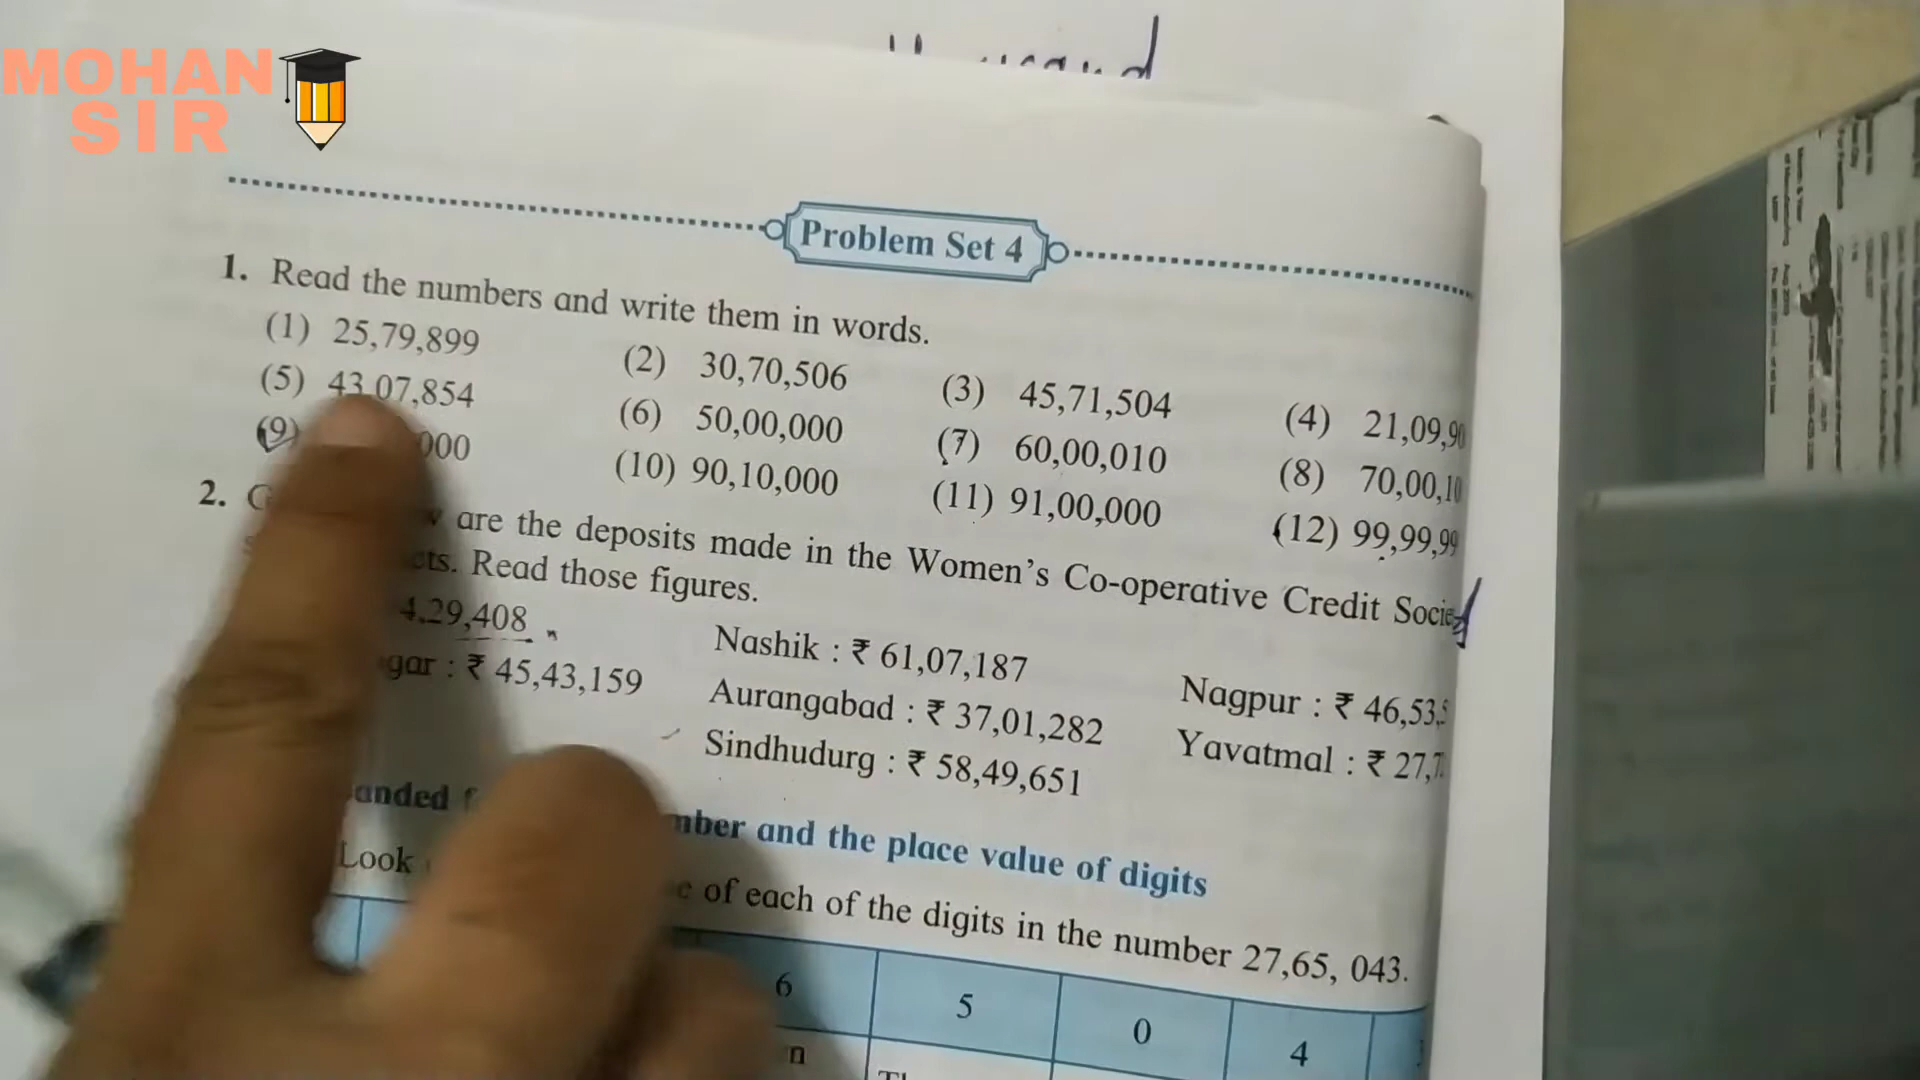 MOHAN
SIR
Problem Set 4
1. Read the numbers and write them in words.
(1) 25,79,899 (2) 30,70,506 (3) 45,71,504 (4) 21,09,90
(5) 43,07,854 (6) 50,00,000 (7) 60,00,010 (8) 70,00,10
(9) 000 (10) 90,10,000 (11) 91,00,000 (12) 99,99,99
2. are the deposits made in the Women's Co-operative Credit
Read those figures.
4,29,408 Nashik : ₹ 61,07,187 Nagpur : ₹ 46,53,5
gar : ₹ 45,43,159 Aurangabad : ₹ 37,01,282 Yavatmal : ₹ 27,7
Sindhudurg : ₹ 58,49,651
anded mber and the place value of digits
Look of each of the digits in the number 27,65, 043.
6 5 0 4